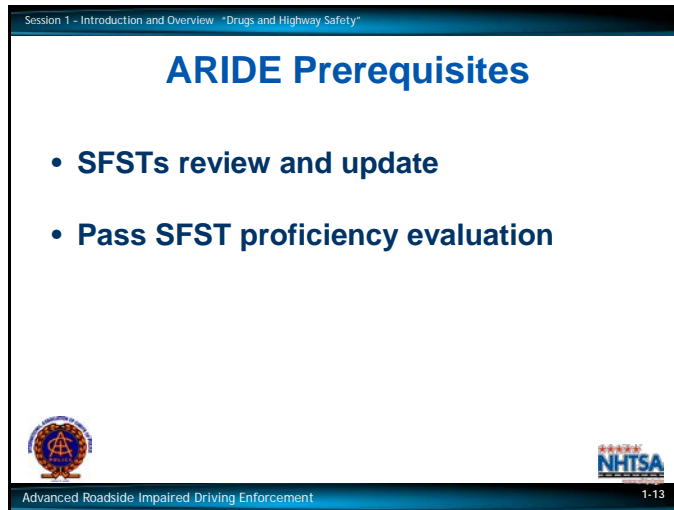 Session 1 - Introduction and Overview "Drugs and Highway Safety"
ARIDE Prerequisites
• SFSTs review and update
• Pass SFST proficiency evaluation
POLICE
NHTSA
Advanced Roadside Impaired Driving Enforcement
1-13